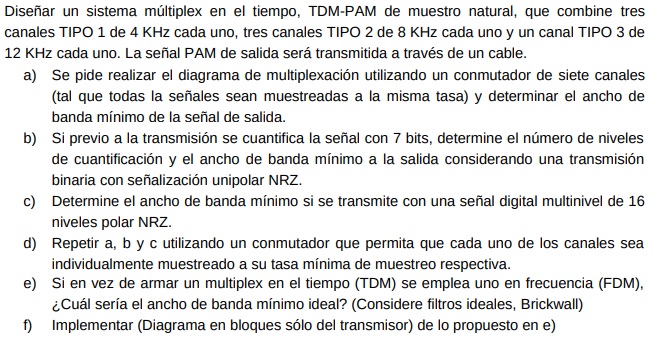 Diseñar un sistema múltiplex en el tiempo, TDM-PAM de muestro natural, que combine tres
canales TIPO 1 de 4 KHz cada uno, tres canales TIPO 2 de 8 KHz cada uno y un canal TIPO 3 de
12 KHz cada uno. La señal PAM de salida será transmitida a través de un cable.
a) Se pide realizar el diagrama de multiplexación utilizando un conmutador de siete canales
(tal que todas la señales sean muestreadas a la misma tasa) y determinar el ancho de
banda mínimo de la señal de salida.
b) Si previo a la transmisión se cuantifica la señal con 7 bits, determine el número de niveles
de cuantificación y el ancho de banda mínimo a la salida considerando una transmisión
binaria con señalización unipolar NRZ.
c) Determine el ancho de banda mínimo si se transmite con una señal digital multinivel de 16
niveles polar NRZ.
d) Repetir a, b y c utilizando un conmutador que permita que cada uno de los canales sea
individualmente muestreado a su tasa mínima de muestreo respectiva.
e) Si en vez de armar un multiplex en el tiempo (TDM) se emplea uno en frecuencia (FDM),
¿Cuál sería el ancho de banda mínimo ideal? (Considere filtros ideales, Brickwall)
f) Implementar (Diagrama en bloques sólo del transmisor) de lo propuesto en e)